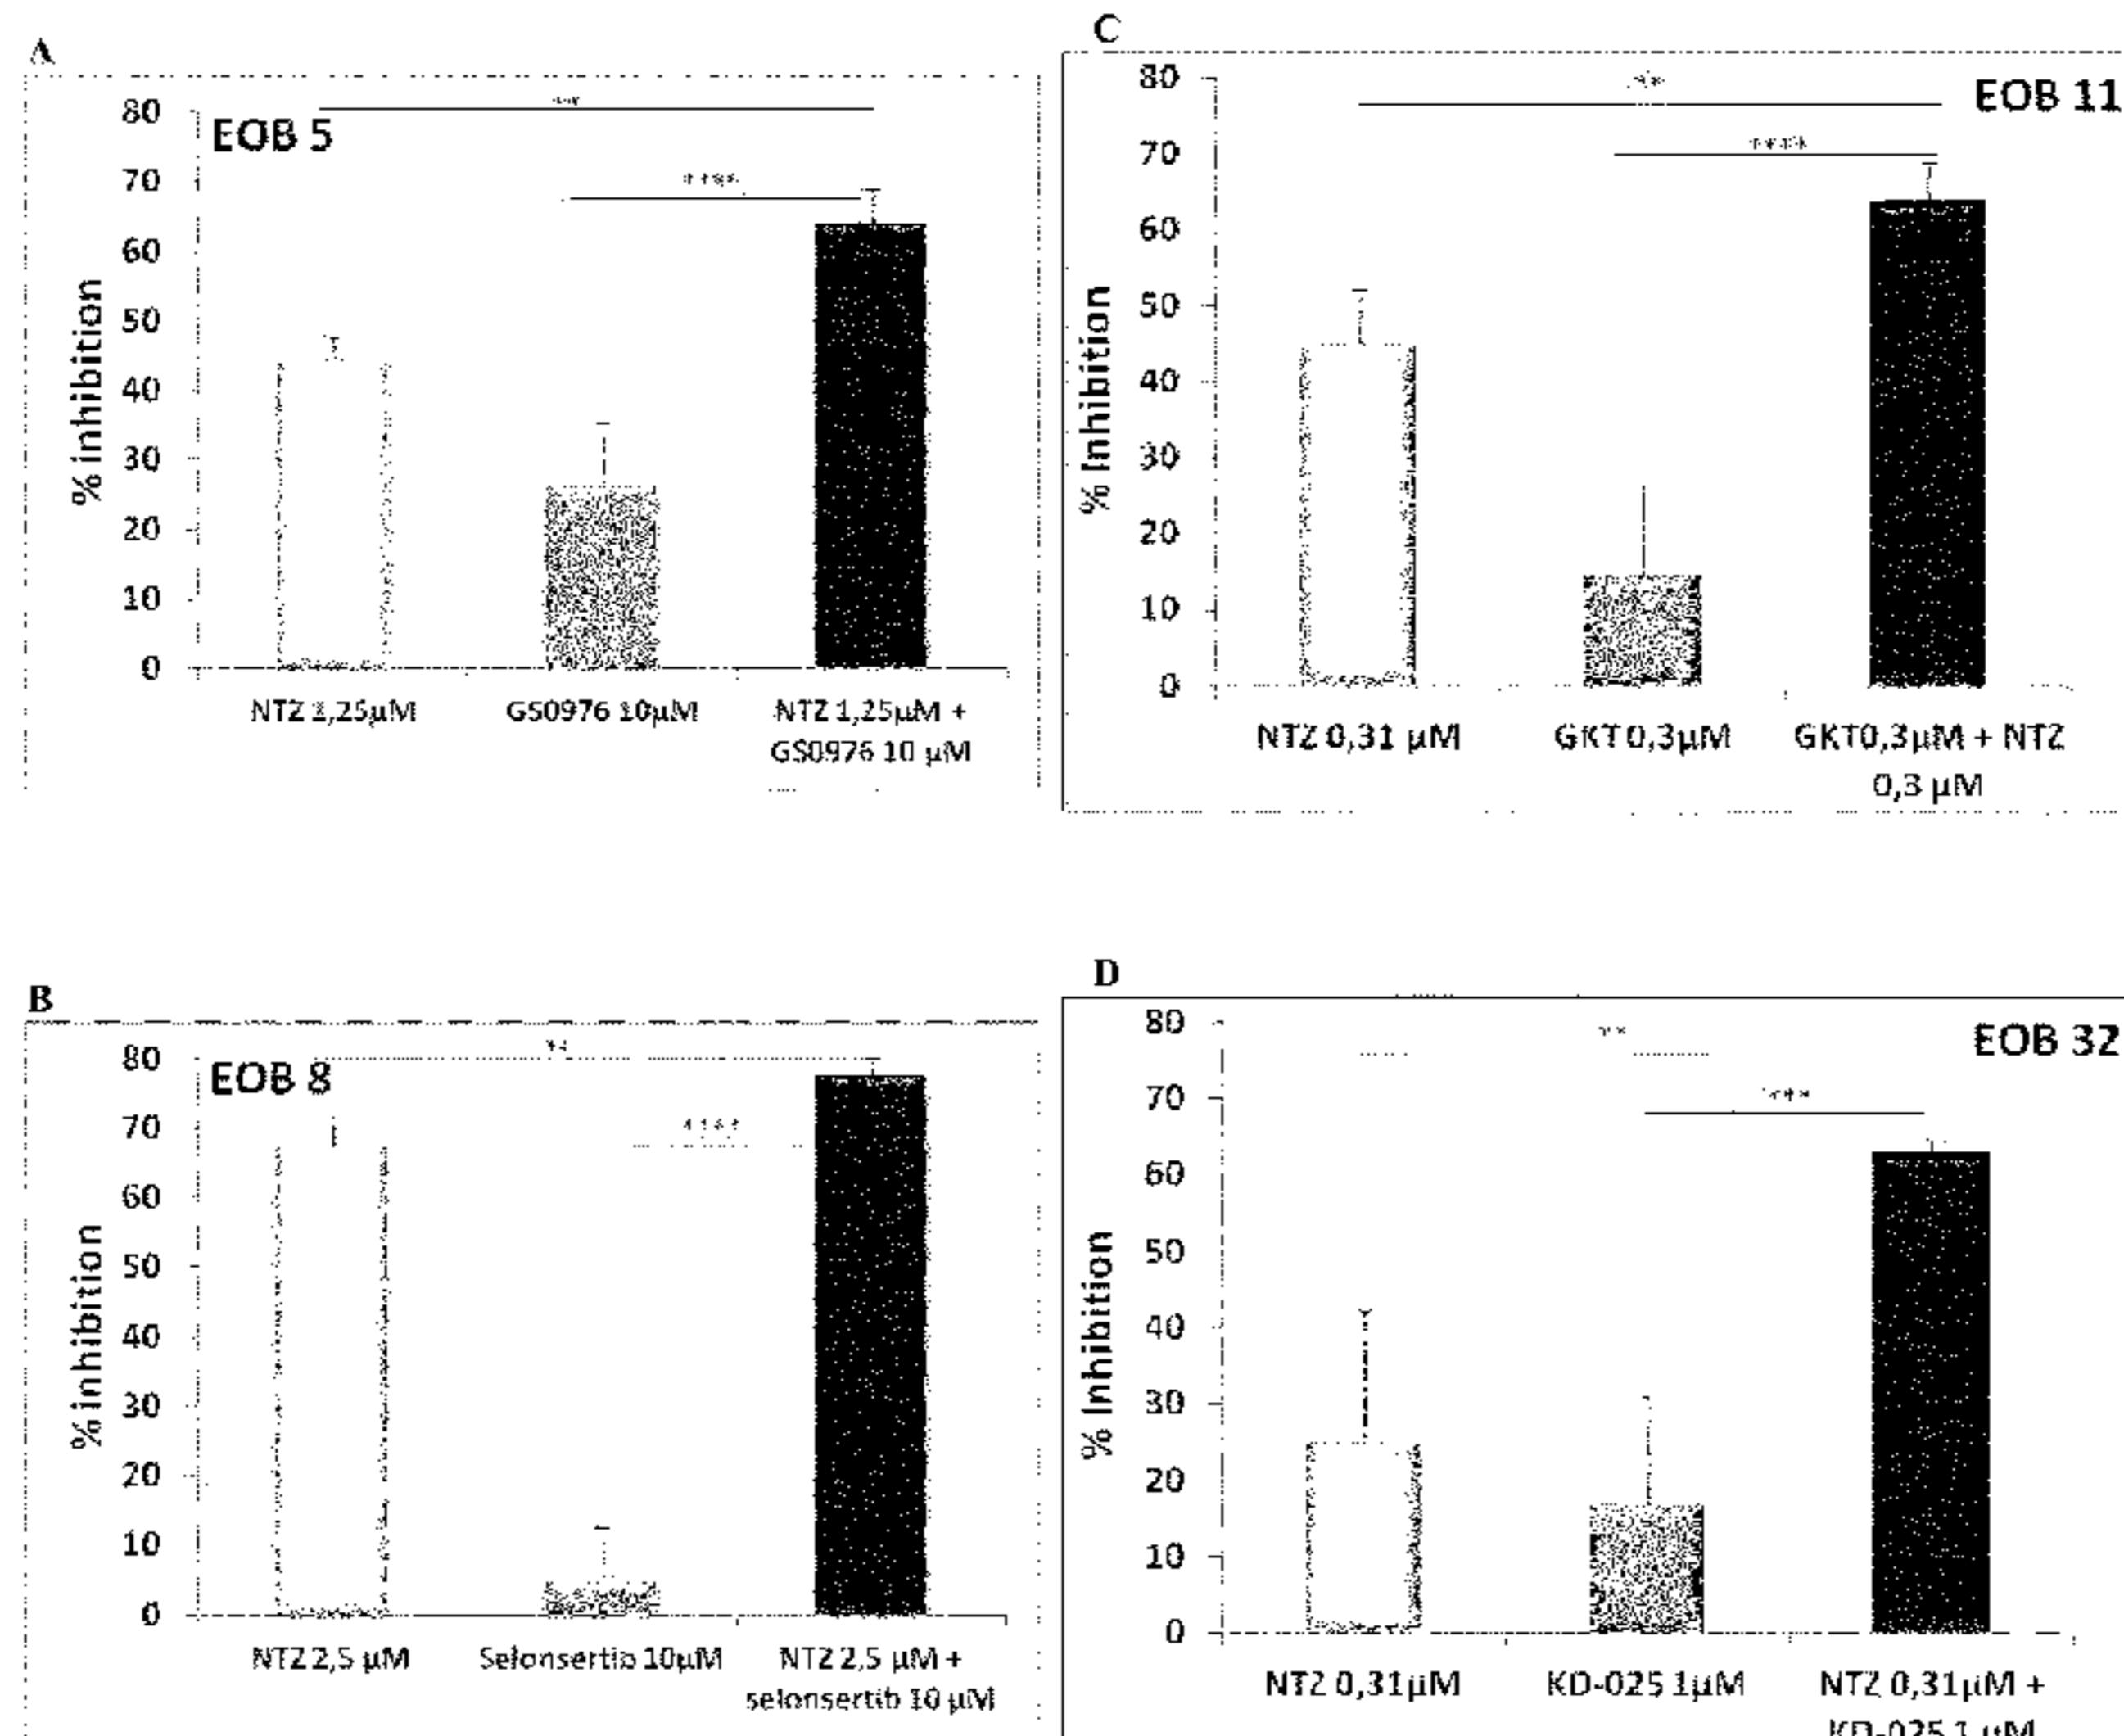 A
EOB 5
% inhibition
80
70
60
50
40
30
20
10
0
NTZ 1,25μM
GS0976 10μM
NTZ 1,25μM +
GS0976 10 μM
C
EOB 11
% Inhibition
80
70
60
50
40
30
20
10
0
**
****
NTZ 0,31 μM
GKT 0,3μM
GKT0,3μM + NTZ
0,3 μM
B
EOB 8
% inhibition
80
70
60
50
40
30
20
10
0
**
****
NTZ 2,5 μM
Selonsertib 10μM
NTZ 2,5 μM +
selonsertib 10 μM
D
EOB 32
% Inhibition
80
70
60
50
40
30
20
10
0
**
NTZ 0,31μM
KD-025 1μM
NTZ 0,31μM +
KD-025 1 μM